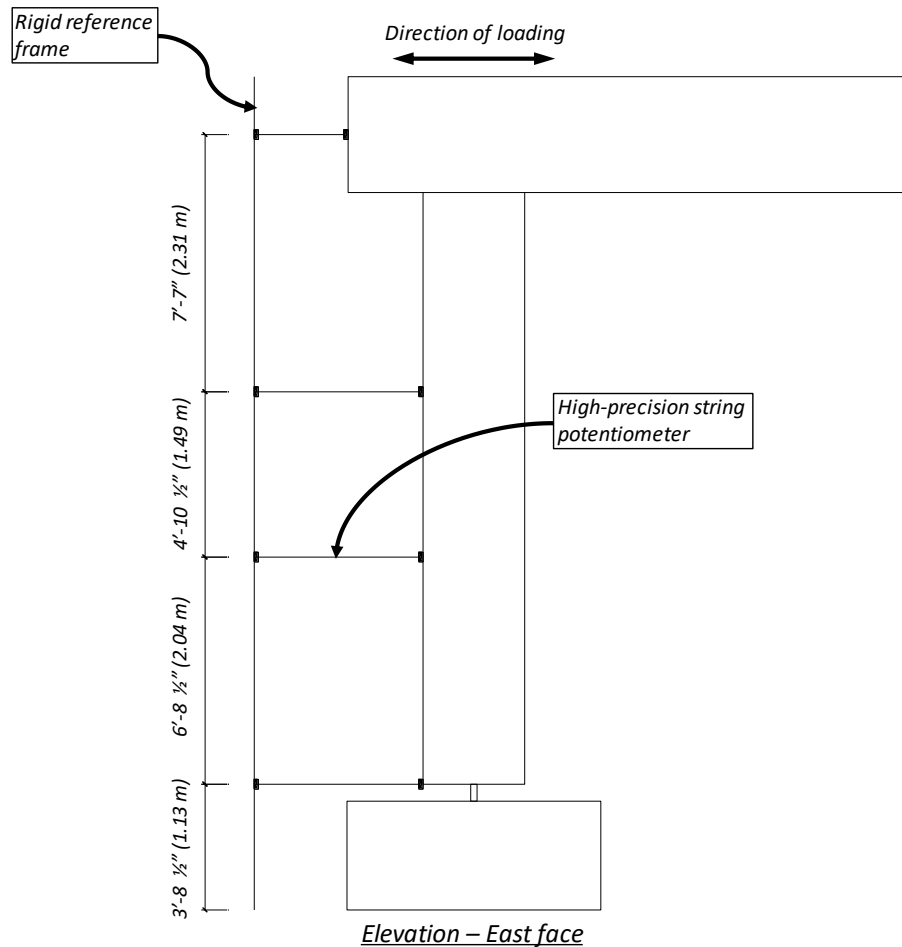 Rigid reference
frame
Direction of loading
7’-7” (2.31 m)
4’-10 ½” (1.49 m)
High-precision string
potentiometer
6’-8 ½” (2.04 m)
3’-8 ½” (1.13 m)
Elevation – East face